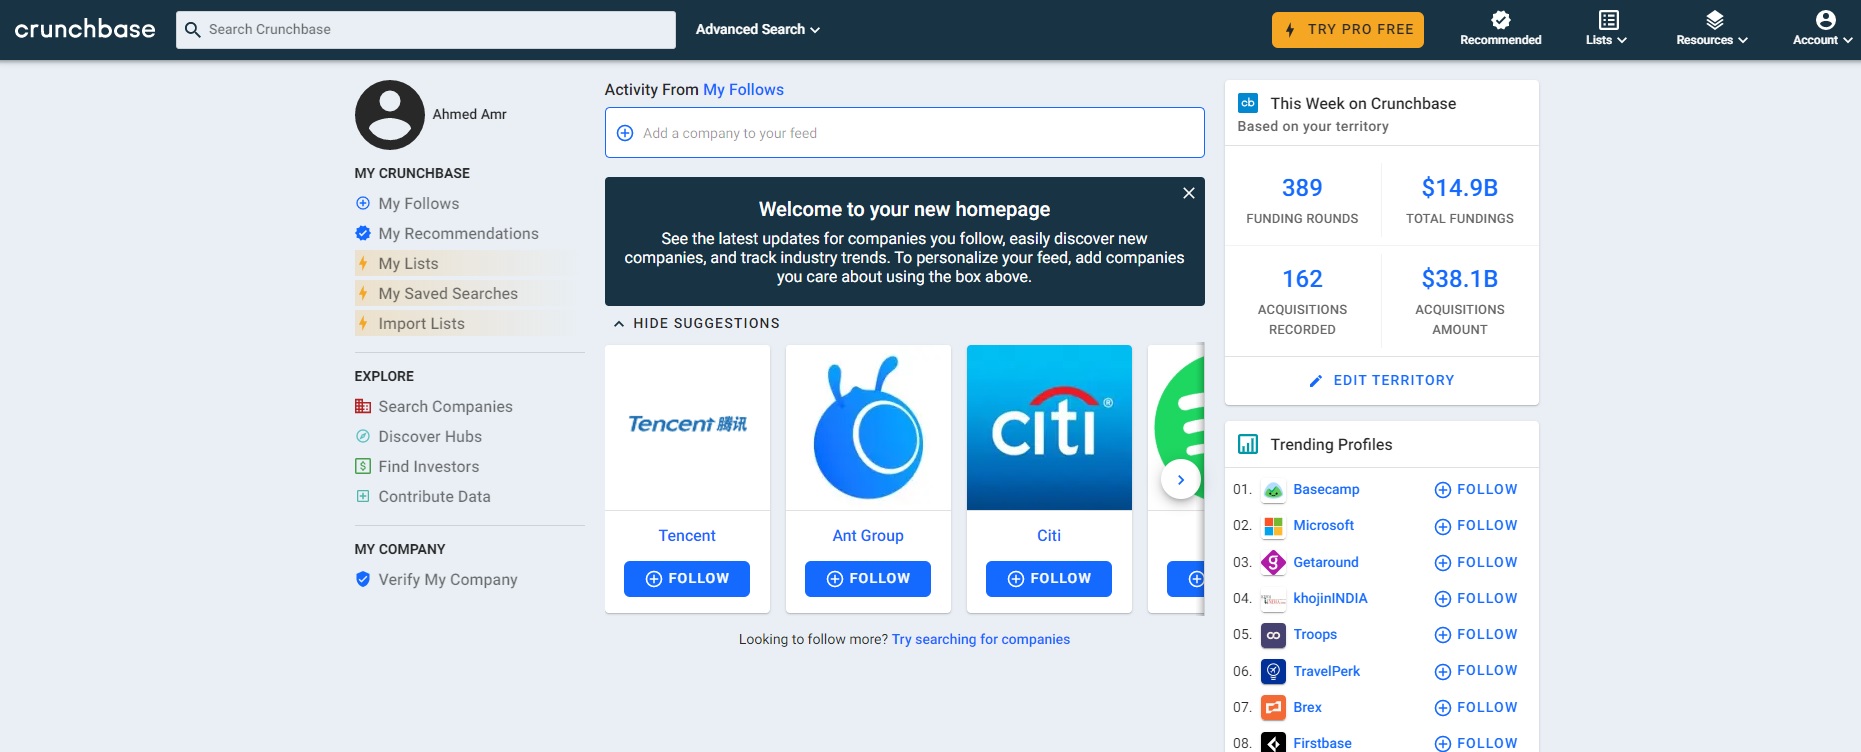 crunchbase
Search Crunchbase
Advanced Search
TRY PRO FREE
Recommended
Lists
Resources
Account
Ahmed Amr
MY CRUNCHBASE
My Follows
My Recommendations
My Lists
My Saved Searches
Import Lists
EXPLORE
Search Companies
Discover Hubs
Find Investors
Contribute Data
MY COMPANY
Verify My Company
Activity From My Follows
Add a company to your feed
Welcome to your new homepage
See the latest updates for companies you follow, easily discover new
companies, and track industry trends. To personalize your feed, add companies
you care about using the box above.
HIDE SUGGESTIONS
Tencent 腾讯
Tencent
FOLLOW
Ant Group
FOLLOW
citi®
Citi
FOLLOW
Looking to follow more? Try searching for companies
cb This Week on Crunchbase
Based on your territory
389
FUNDING ROUNDS
$14.9B
TOTAL FUNDINGS
162
ACQUISITIONS
RECORDED
$38.1B
ACQUISITIONS
AMOUNT
EDIT TERRITORY
Trending Profiles
01. Basecamp FOLLOW
02. Microsoft FOLLOW
03. Getaround FOLLOW
04. khojinINDIA FOLLOW
05. Troops FOLLOW
06. TravelPerk FOLLOW
07. Brex FOLLOW
08. Firstbase FOLLOW